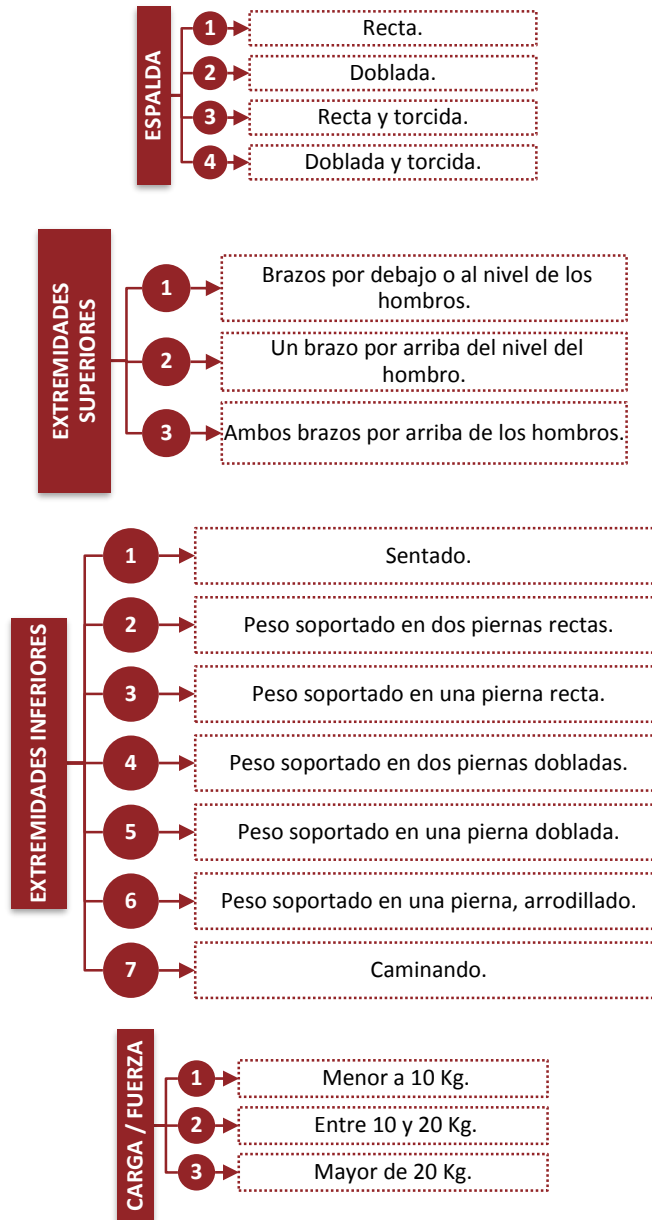 ESPALDA
1
Recta.
2
Doblada.
3
Recta y torcida.
4
Doblada y torcida.
EXTREMIDADES
SUPERIORES
1
Brazos por debajo o al nivel de los
hombros.
2
Un brazo por arriba del nivel del
hombro.
3
Ambos brazos por arriba de los hombros.
EXTREMIDADES INFERIORES
1
Sentado.
2
Peso soportado en dos piernas rectas.
3
Peso soportado en una pierna recta.
4
Peso soportado en dos piernas dobladas.
5
Peso soportado en una pierna doblada.
6
Peso soportado en una pierna, arrodillado.
7
Caminando.
CARGA / FUERZA
1
Menor a 10 Kg.
2
Entre 10 y 20 Kg.
3
Mayor de 20 Kg.